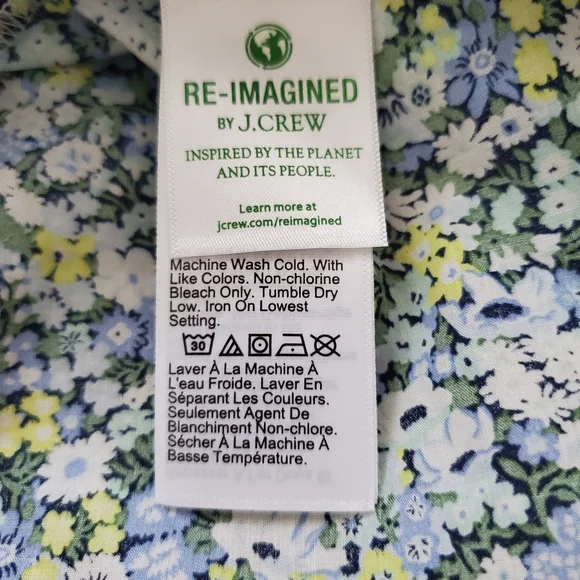 RE-IMAGINED
BY J.CREW
INSPIRED BY THE PLANET
AND ITS PEOPLE.
Learn more at
jcrew.com/reimagined
Machine Wash Cold. With
Like Colors. Non-chlorine
Bleach Only. Tumble Dry
Low. Iron On Lowest
Setting.
30
Laver À La Machine À
L'eau Froide. Laver En
Séparant Les Couleurs.
Seulement Agent De
Blanchiment Non-chlore.
Sécher À La Machine À
Basse Température.